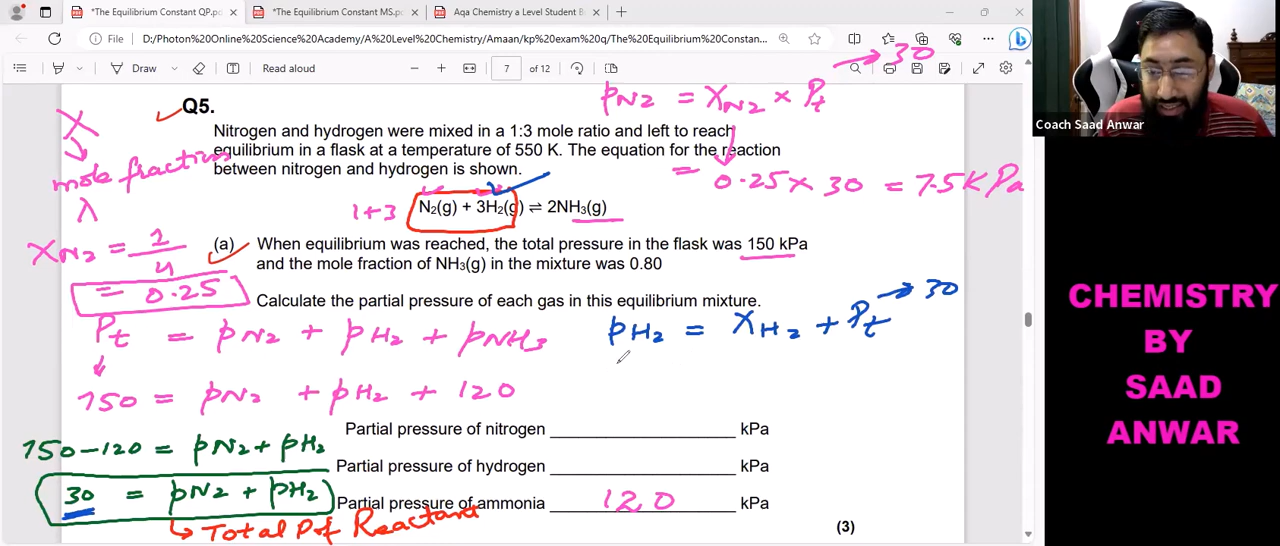 *The Equilibrium Constant QP.po
*The Equilibrium Constant MS.po
Aqa Chemistry a Level Student B
D:/Photon%20Online%20Science%20Academy/A%20Level%20Chemistry/Amaan/kp%20exam%20q/The%20Equilibrium%20Constan...
Draw
Read aloud
7 of 12
→ 30
pN2 = XN2 × Pt
Q5.
X
mole fraction
λ
Nitrogen and hydrogen were mixed in a 1:3 mole ratio and left to reach
equilibrium in a flask at a temperature of 550 K. The equation for the reaction
between nitrogen and hydrogen is shown.
= 0.25 × 30 = 7.5 KPa
1+3
N2(g) + 3H2(g) ⇌ 2NH3(g)
XN2 = 1/4
= 0.25
(a) When equilibrium was reached, the total pressure in the flask was 150 kPa
and the mole fraction of NH3(g) in the mixture was 0.80
Calculate the partial pressure of each gas in this equilibrium mixture.
Pt = pN2 + pH2 + pNH3
pH2 = XH2 + Pt → 30
150 = pN2 + pH2 + 120
Partial pressure of nitrogen ____________________ kPa
150 – 120 = pN2 + pH2
Partial pressure of hydrogen ____________________ kPa
30 = pN2 + pH2
Partial pressure of ammonia 120 kPa
Total P of Reactant
(3)
Coach Saad Anwar
CHEMISTRY
BY
SAAD
ANWAR